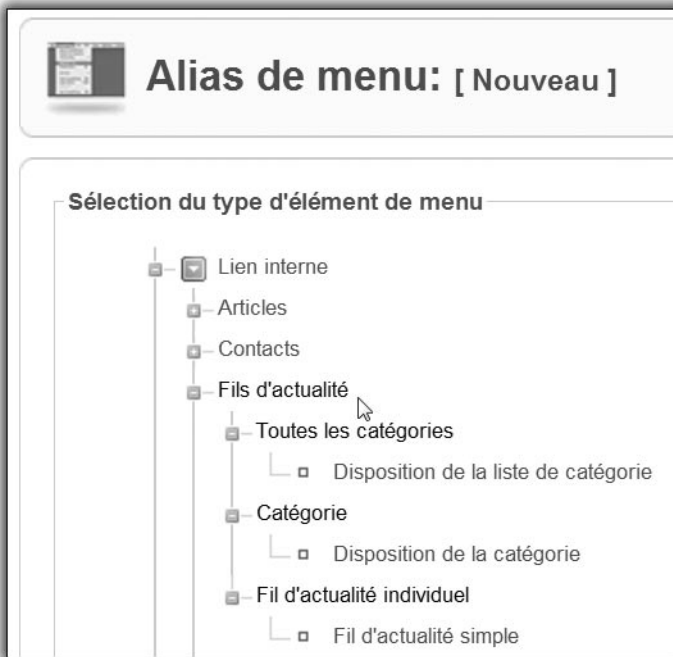 Alias de menu: [ Nouveau ]
Sélection du type d'élément de menu
Lien interne
Articles
Contacts
Fils d'actualité
Toutes les catégories
Disposition de la liste de catégorie
Catégorie
Disposition de la catégorie
Fil d'actualité individuel
Fil d'actualité simple